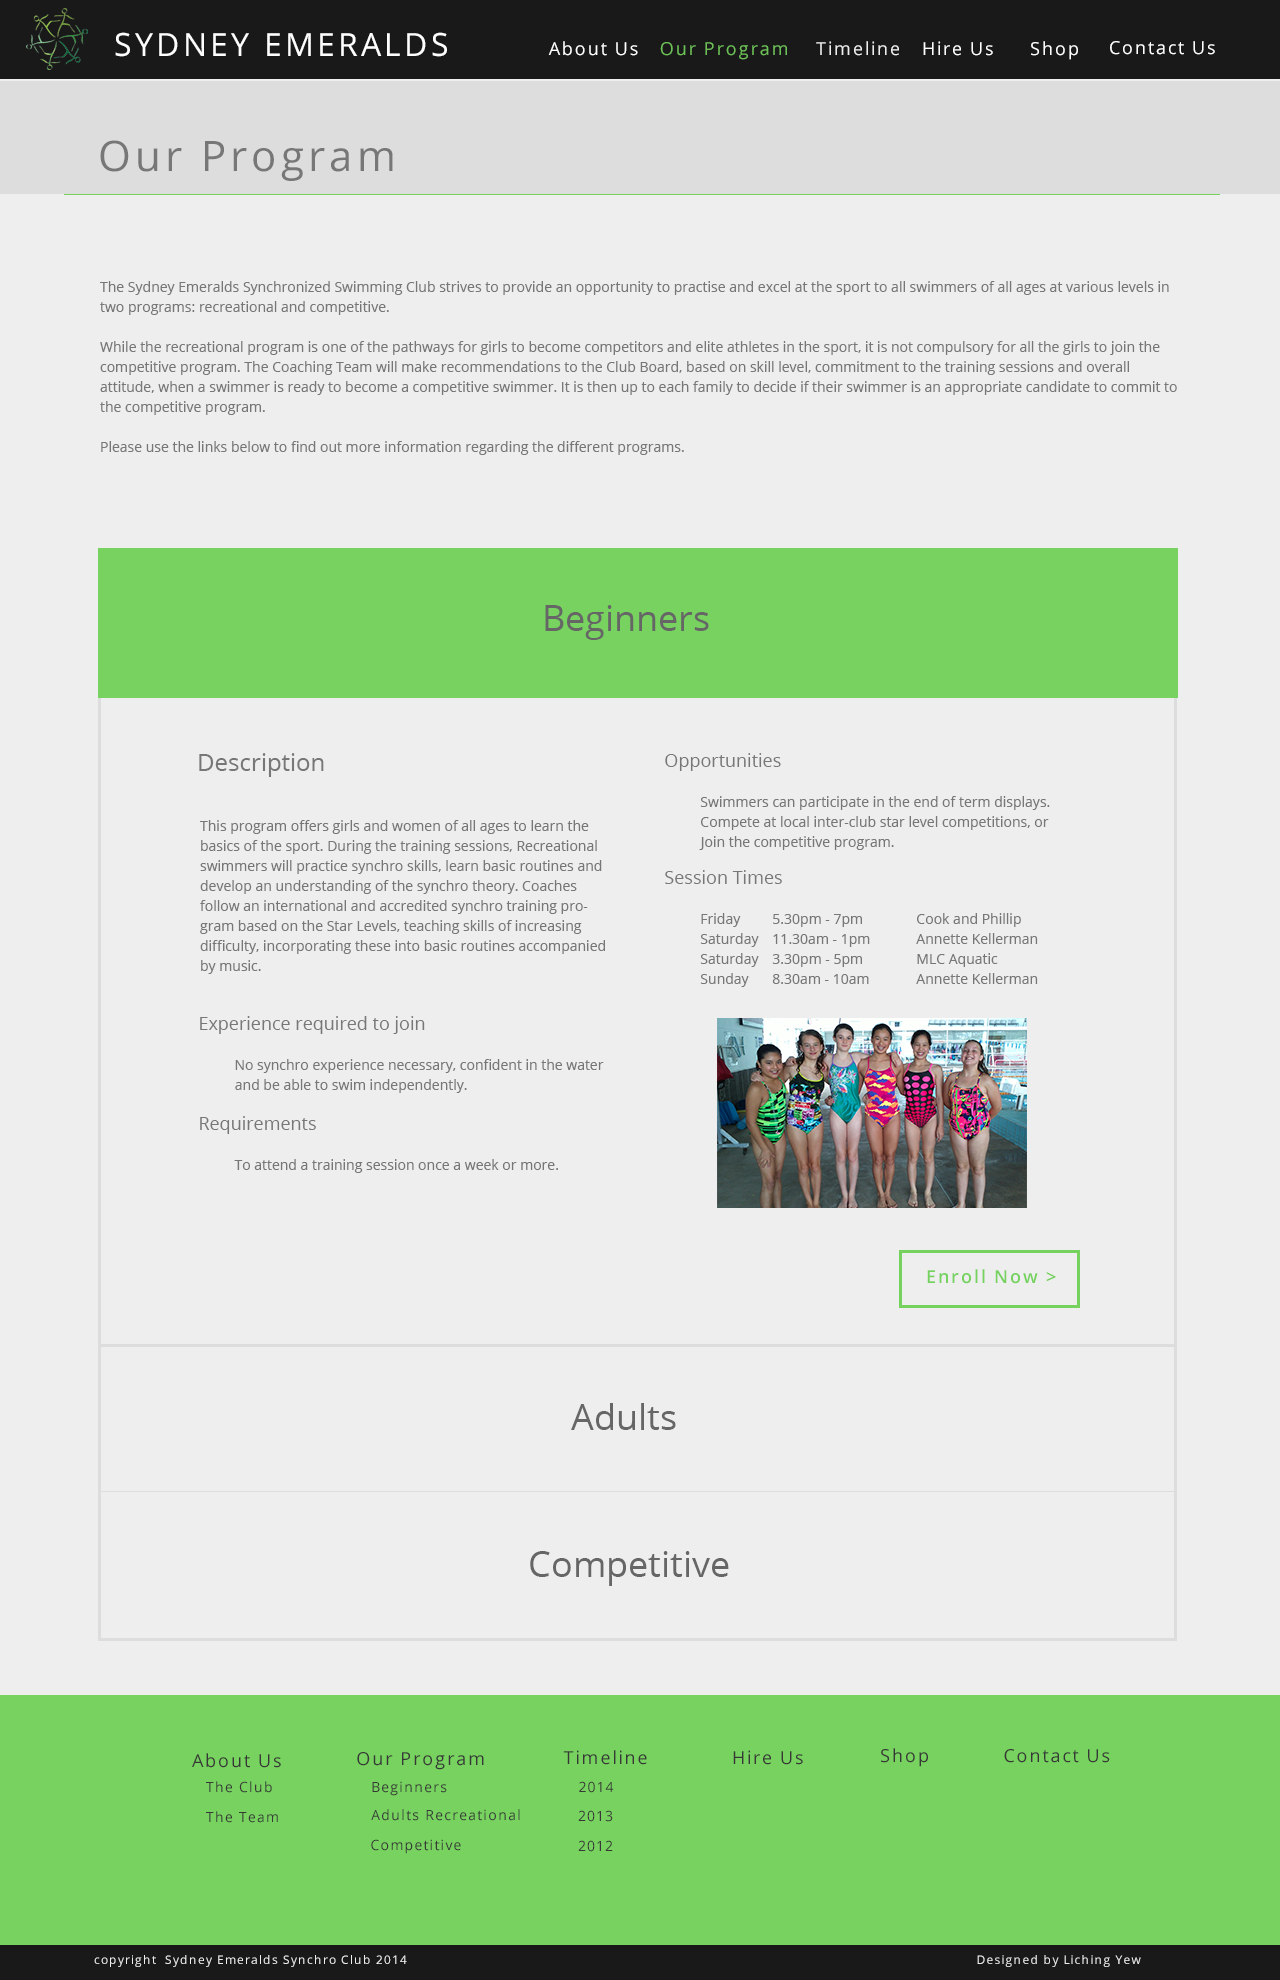 SYDNEY EMERALDS
About Us Our Program Timeline Hire Us Shop Contact Us
Our Program
The Sydney Emeralds Synchronized Swimming Club strives to provide an opportunity to practise and excel at the sport to all swimmers of all ages at various levels in
two programs: recreational and competitive.
While the recreational program is one of the pathways for girls to become competitors and elite athletes in the sport, it is not compulsory for all the girls to join the
competitive program. The Coaching Team will make recommendations to the Club Board, based on skill level, commitment to the training sessions and overall
attitude, when a swimmer is ready to become a competitive swimmer. It is then up to each family to decide if their swimmer is an appropriate candidate to commit to
the competitive program.
Please use the links below to find out more information regarding the different programs.
Beginners
Description
This program offers girls and women of all ages to learn the
basics of the sport. During the training sessions, Recreational
swimmers will practice synchro skills, learn basic routines and
develop an understanding of the synchro theory. Coaches
follow an international and accredited synchro training pro-
gram based on the Star Levels, teaching skills of increasing
difficulty, incorporating these into basic routines accompanied
by music.
Experience required to join
No synchro experience necessary, confident in the water
and be able to swim independently.
Requirements
To attend a training session once a week or more.
Opportunities
Swimmers can participate in the end of term displays.
Compete at local inter-club star level competitions, or
Join the competitive program.
Session Times
Friday 5.30pm - 7pm Cook and Phillip
Saturday 11.30am - 1pm Annette Kellerman
Saturday 3.30pm - 5pm MLC Aquatic
Sunday 8.30am - 10am Annette Kellerman
Enroll Now >
Adults
Competitive
About Us
The Club
The Team
Our Program
Beginners
Adults Recreational
Competitive
Timeline
2014
2013
2012
Hire Us
Shop
Contact Us
copyright Sydney Emeralds Synchro Club 2014
Designed by Liching Yew